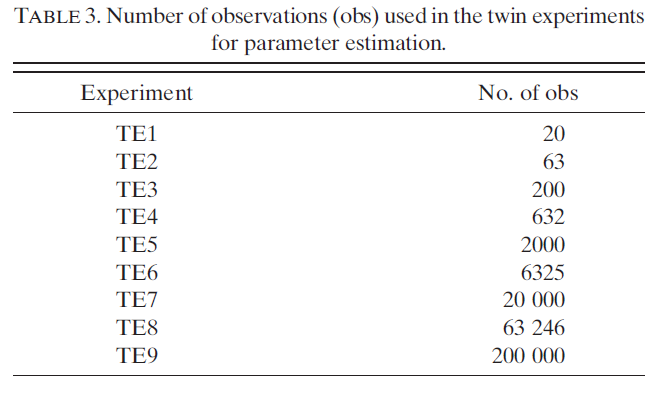 TABLE 3. Number of observations (obs) used in the twin experiments
for parameter estimation.
Experiment No. of obs
TE1 20
TE2 63
TE3 200
TE4 632
TE5 2000
TE6 6325
TE7 20 000
TE8 63 246
TE9 200 000